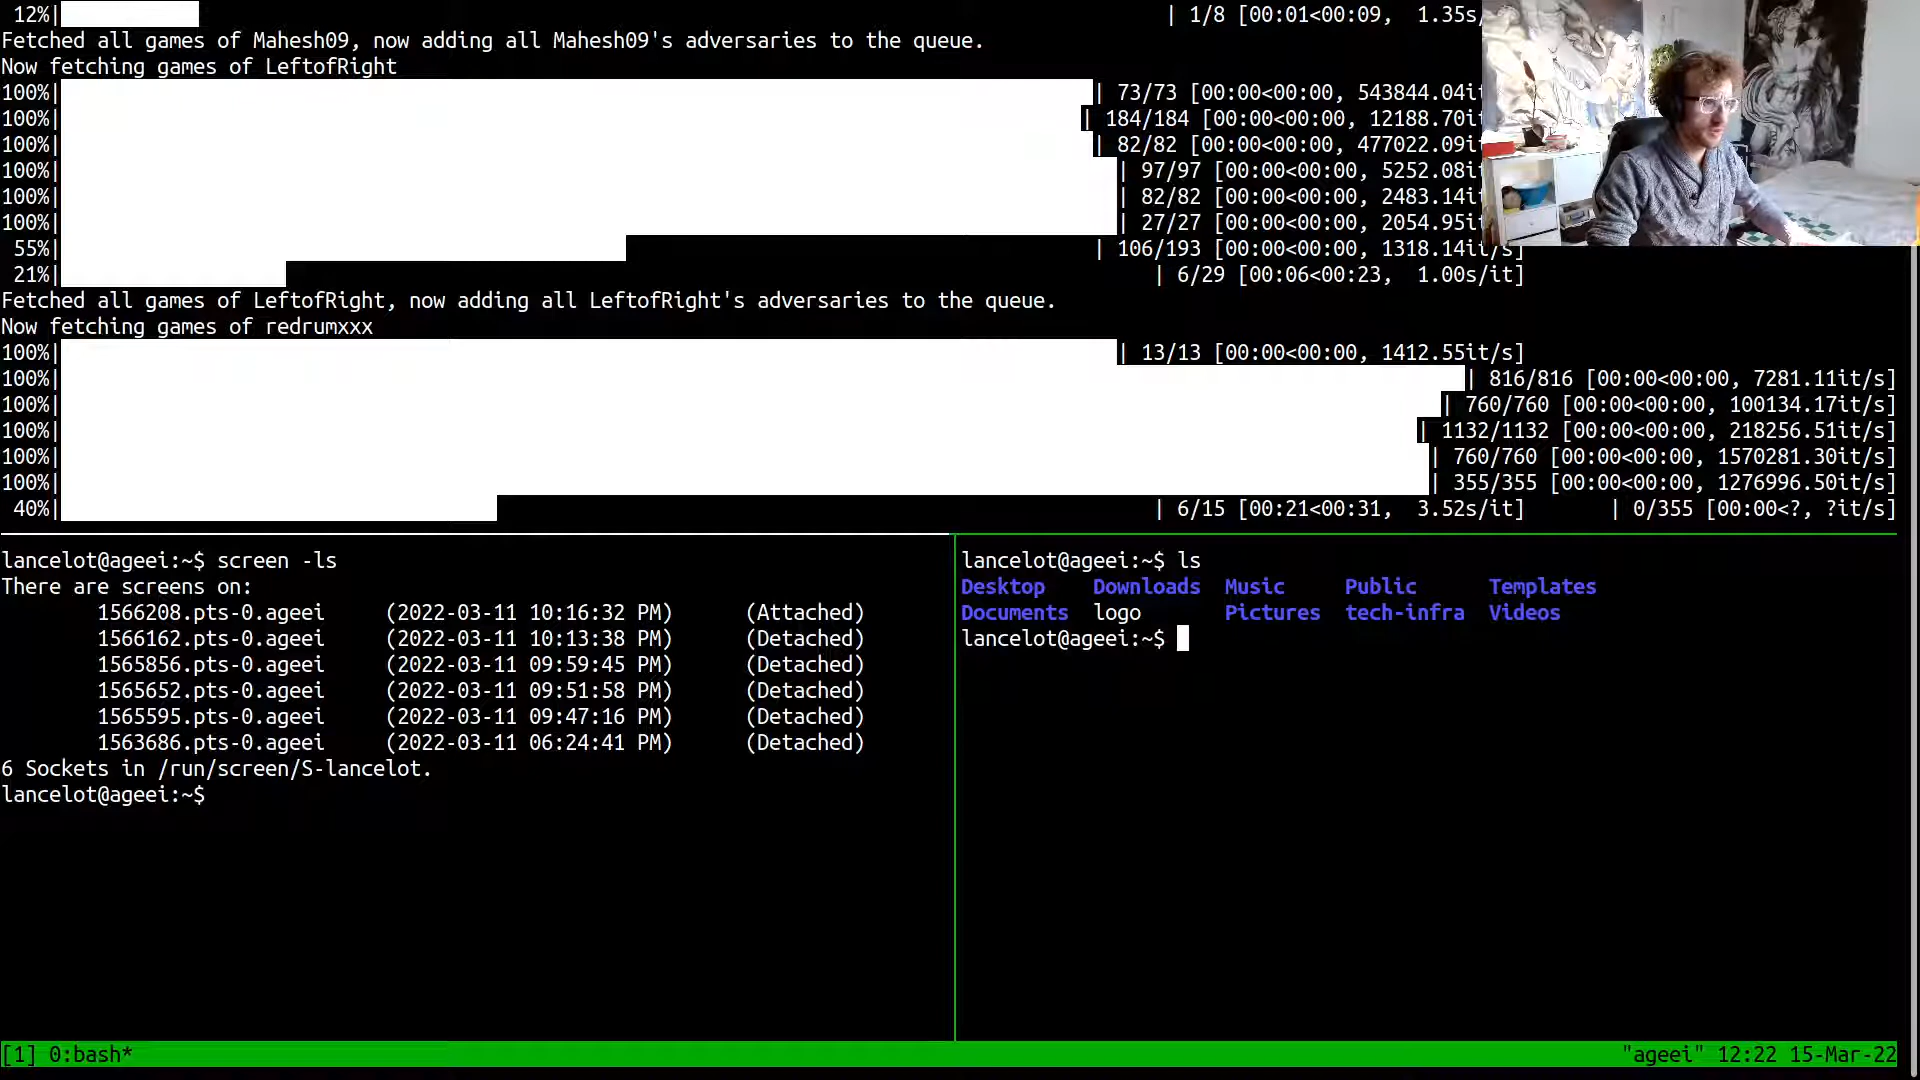 12%| | 1/8 [00:01<00:09, 1.35s/
Fetched all games of Mahesh09, now adding all Mahesh09's adversaries to the queue.
Now fetching games of LeftofRight
100%| | 73/73 [00:00<00:00, 543844.04it
100%| | 184/184 [00:00<00:00, 12188.70it
100%| | 82/82 [00:00<00:00, 477022.09it
100%| | 97/97 [00:00<00:00, 5252.08it
100%| | 82/82 [00:00<00:00, 2483.14it
100%| | 27/27 [00:00<00:00, 2054.95it
55%| | 106/193 [00:00<00:00, 1318.14it/s]
21%| | 6/29 [00:06<00:23, 1.00s/it]
Fetched all games of LeftofRight, now adding all LeftofRight's adversaries to the queue.
Now fetching games of redrumxxx
100%| | 13/13 [00:00<00:00, 1412.55it/s]
100%| | 816/816 [00:00<00:00, 7281.11it/s]
100%| | 760/760 [00:00<00:00, 100134.17it/s]
100%| | 1132/1132 [00:00<00:00, 218256.51it/s]
100%| | 760/760 [00:00<00:00, 1570281.30it/s]
100%| | 355/355 [00:00<00:00, 1276996.50it/s]
40%| | 6/15 [00:21<00:31, 3.52s/it] | 0/355 [00:00<?, ?it/s]
lancelot@ageei:~$ screen -ls
There are screens on:
1566208.pts-0.ageei (2022-03-11 10:16:32 PM) (Attached)
1566162.pts-0.ageei (2022-03-11 10:13:38 PM) (Detached)
1565856.pts-0.ageei (2022-03-11 09:59:45 PM) (Detached)
1565652.pts-0.ageei (2022-03-11 09:51:58 PM) (Detached)
1565595.pts-0.ageei (2022-03-11 09:47:16 PM) (Detached)
1563686.pts-0.ageei (2022-03-11 06:24:41 PM) (Detached)
6 Sockets in /run/screen/S-lancelot.
lancelot@ageei:~$
lancelot@ageei:~$ ls
Desktop Downloads Music Public Templates
Documents logo Pictures tech-infra Videos
lancelot@ageei:~$
[1] 0:bash* "ageei" 12:22 15-Mar-22